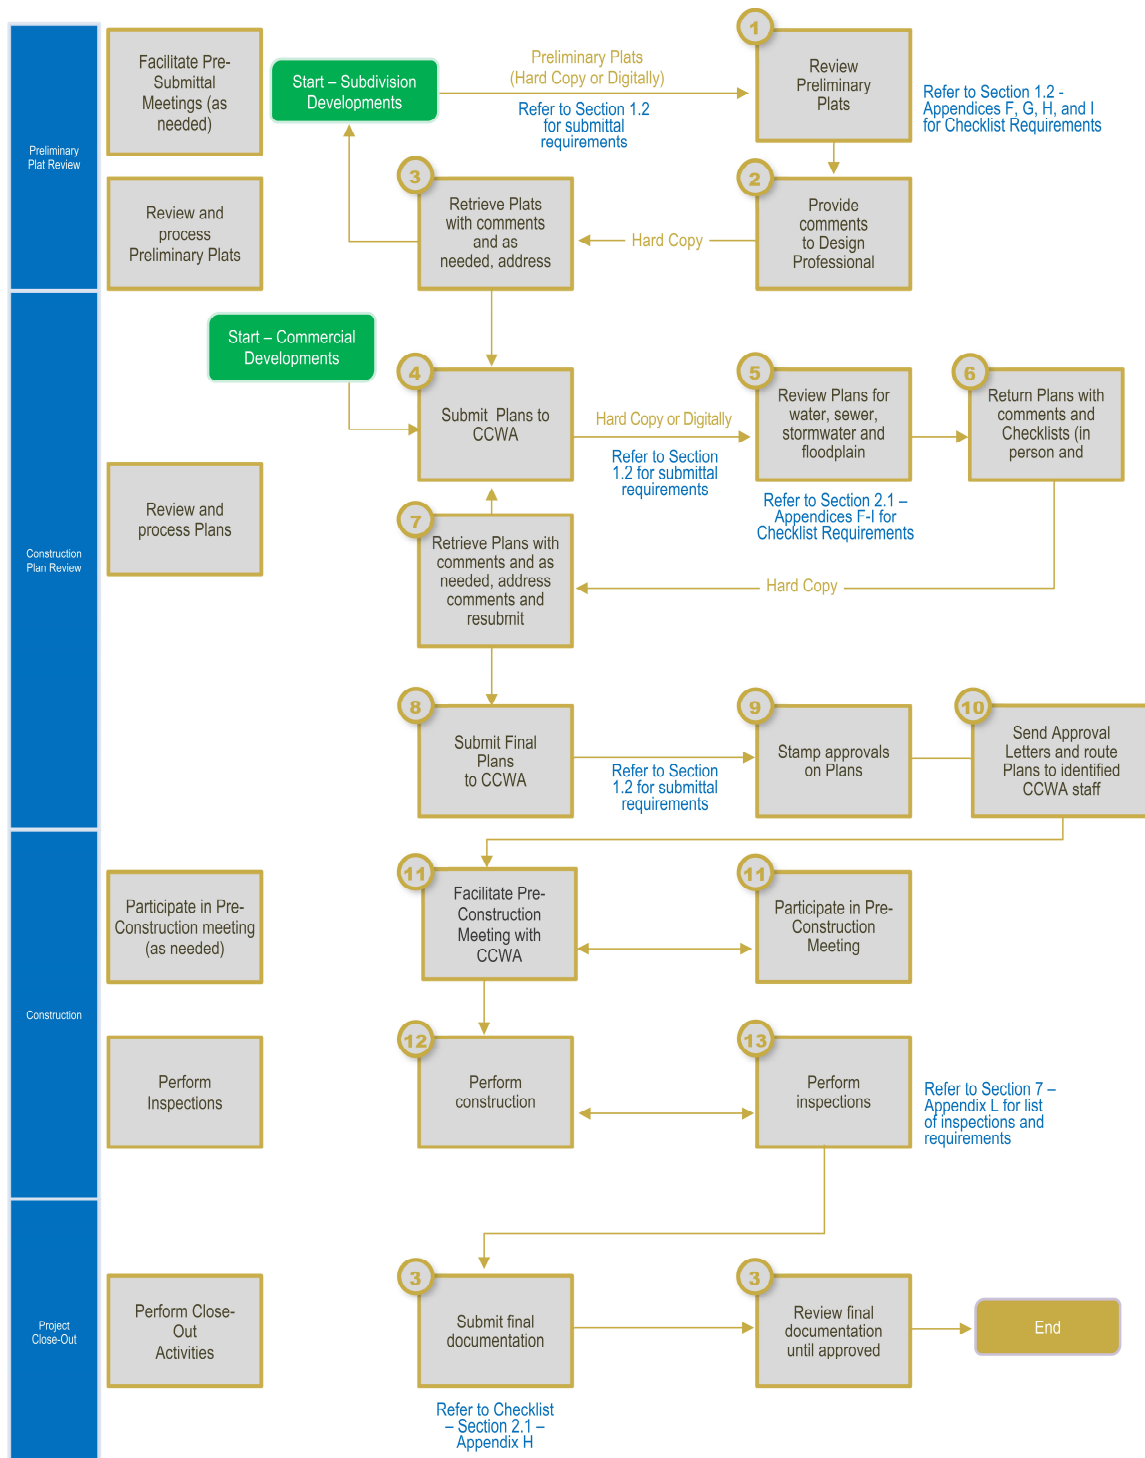 Preliminary
Plat Review
Facilitate Pre-
Submittal
Meetings (as
needed)
Start – Subdivision
Developments
Preliminary Plats
(Hard Copy or Digitally)
Refer to Section 1.2
for submittal
requirements
1
Review
Preliminary
Plats
Refer to Section 1.2 -
Appendices F, G, H, and I
for Checklist Requirements
Review and
process
Preliminary Plats
3
Retrieve Plats
with comments
and as
needed, address
Hard Copy
2
Provide
comments
to Design
Professional
Construction
Plan Review
Start – Commercial
Developments
4
Submit Plans to
CCWA
Hard Copy or Digitally
Refer to Section
1.2 for submittal
requirements
5
Review Plans for
water, sewer,
stormwater and
floodplain
Refer to Section 2.1 –
Appendices F-I for
Checklist Requirements
6
Return Plans with
comments and
Checklists (in
person and
Review and
process Plans
7
Retrieve Plans with
comments and as
needed, address
comments and
resubmit
Hard Copy
8
Submit Final
Plans
to CCWA
Refer to Section
1.2 for submittal
requirements
9
Stamp approvals
on Plans
10
Send Approval
Letters and route
Plans to identified
CCWA staff
Construction
Participate in Pre-
Construction meeting
(as needed)
11
Facilitate Pre-
Construction
Meeting with
CCWA
11
Participate in Pre-
Construction
Meeting
Perform
Inspections
12
Perform
construction
13
Perform
inspections
Refer to Section 7 –
Appendix L for list
of inspections and
requirements
Project
Close-Out
Perform Close-
Out
Activities
3
Submit final
documentation
Refer to Checklist
– Section 2.1 –
Appendix H
3
Review final
documentation
until approved
End